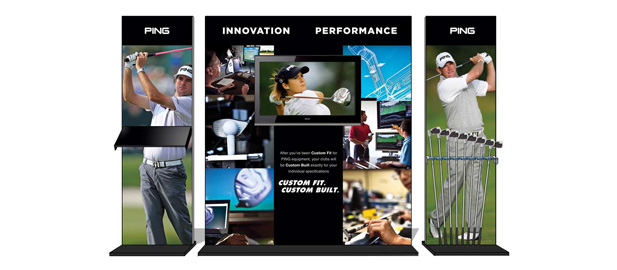 PING
INNOVATION PERFORMANCE
PING
After you've been Custom Fit for
PING equipment, your clubs will
be Custom Built exactly for your
individual specifications
CUSTOM FIT.
CUSTOM BUILT.